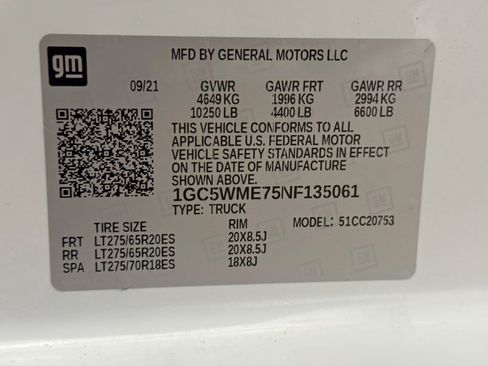 gm
MFD BY GENERAL MOTORS LLC
09/21 GVWR GAWR FRT GAWR RR
4649 KG 1996 KG 2994 KG
10250 LB 4400 LB 6600 LB
THIS VEHICLE CONFORMS TO ALL
APPLICABLE U.S. FEDERAL MOTOR
VEHICLE SAFETY STANDARDS IN EFFECT
ON THE DATE OF MANUFACTURE
SHOWN ABOVE.
1GC5WME75NF135061
TYPE: TRUCK MODEL: 51CC20753
TIRE SIZE RIM
FRT LT275/65R20ES 20X8.5J
RR LT275/65R20ES 20X8.5J
SPA LT275/70R18ES 18X8J